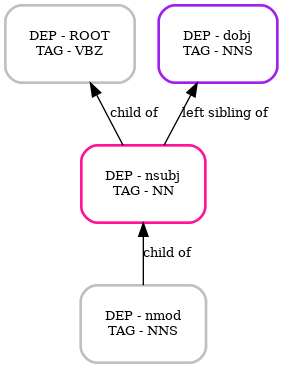 DEP - ROOT
TAG - VBZ
DEP - dobj
TAG - NNS
child of
left sibling of
DEP - nsubj
TAG - NN
child of
DEP - nmod
TAG - NNS